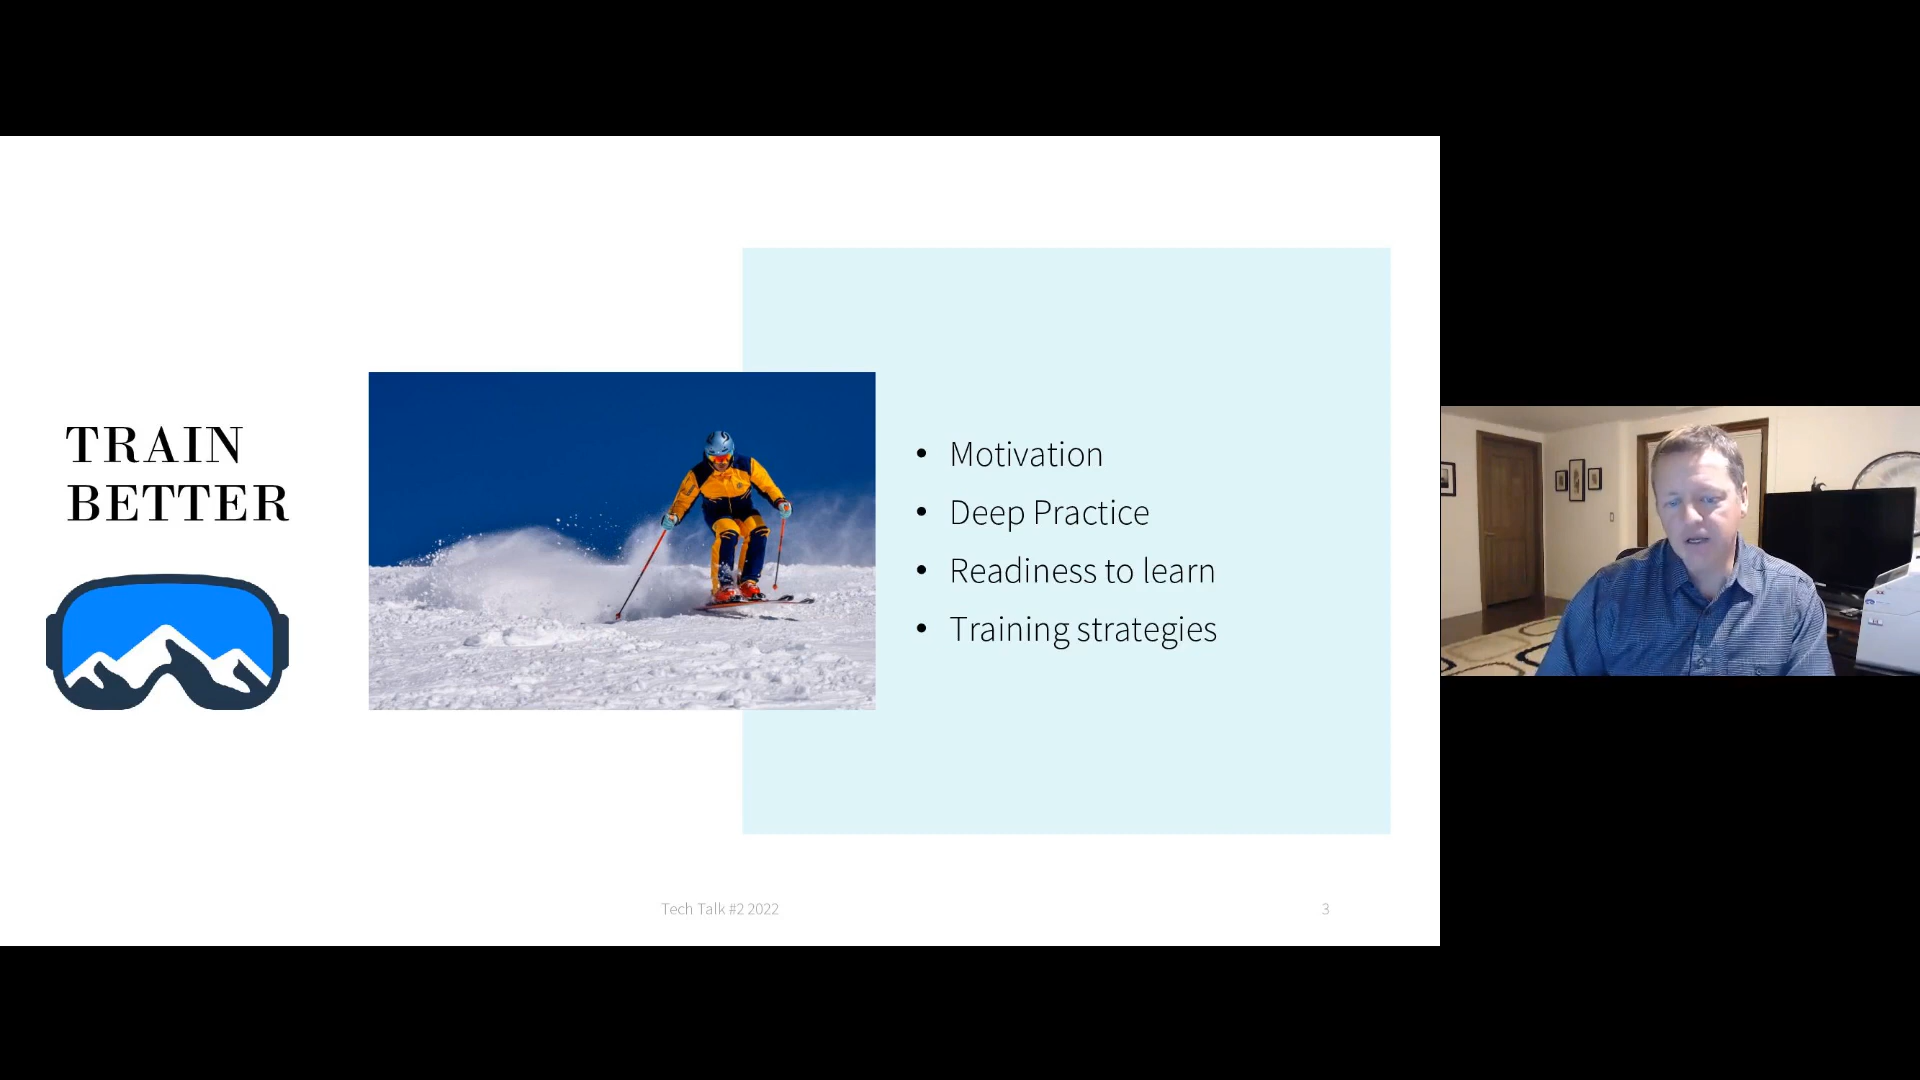 TRAIN
BETTER
• Motivation
• Deep Practice
• Readiness to learn
• Training strategies
Tech Talk #2 2022
3